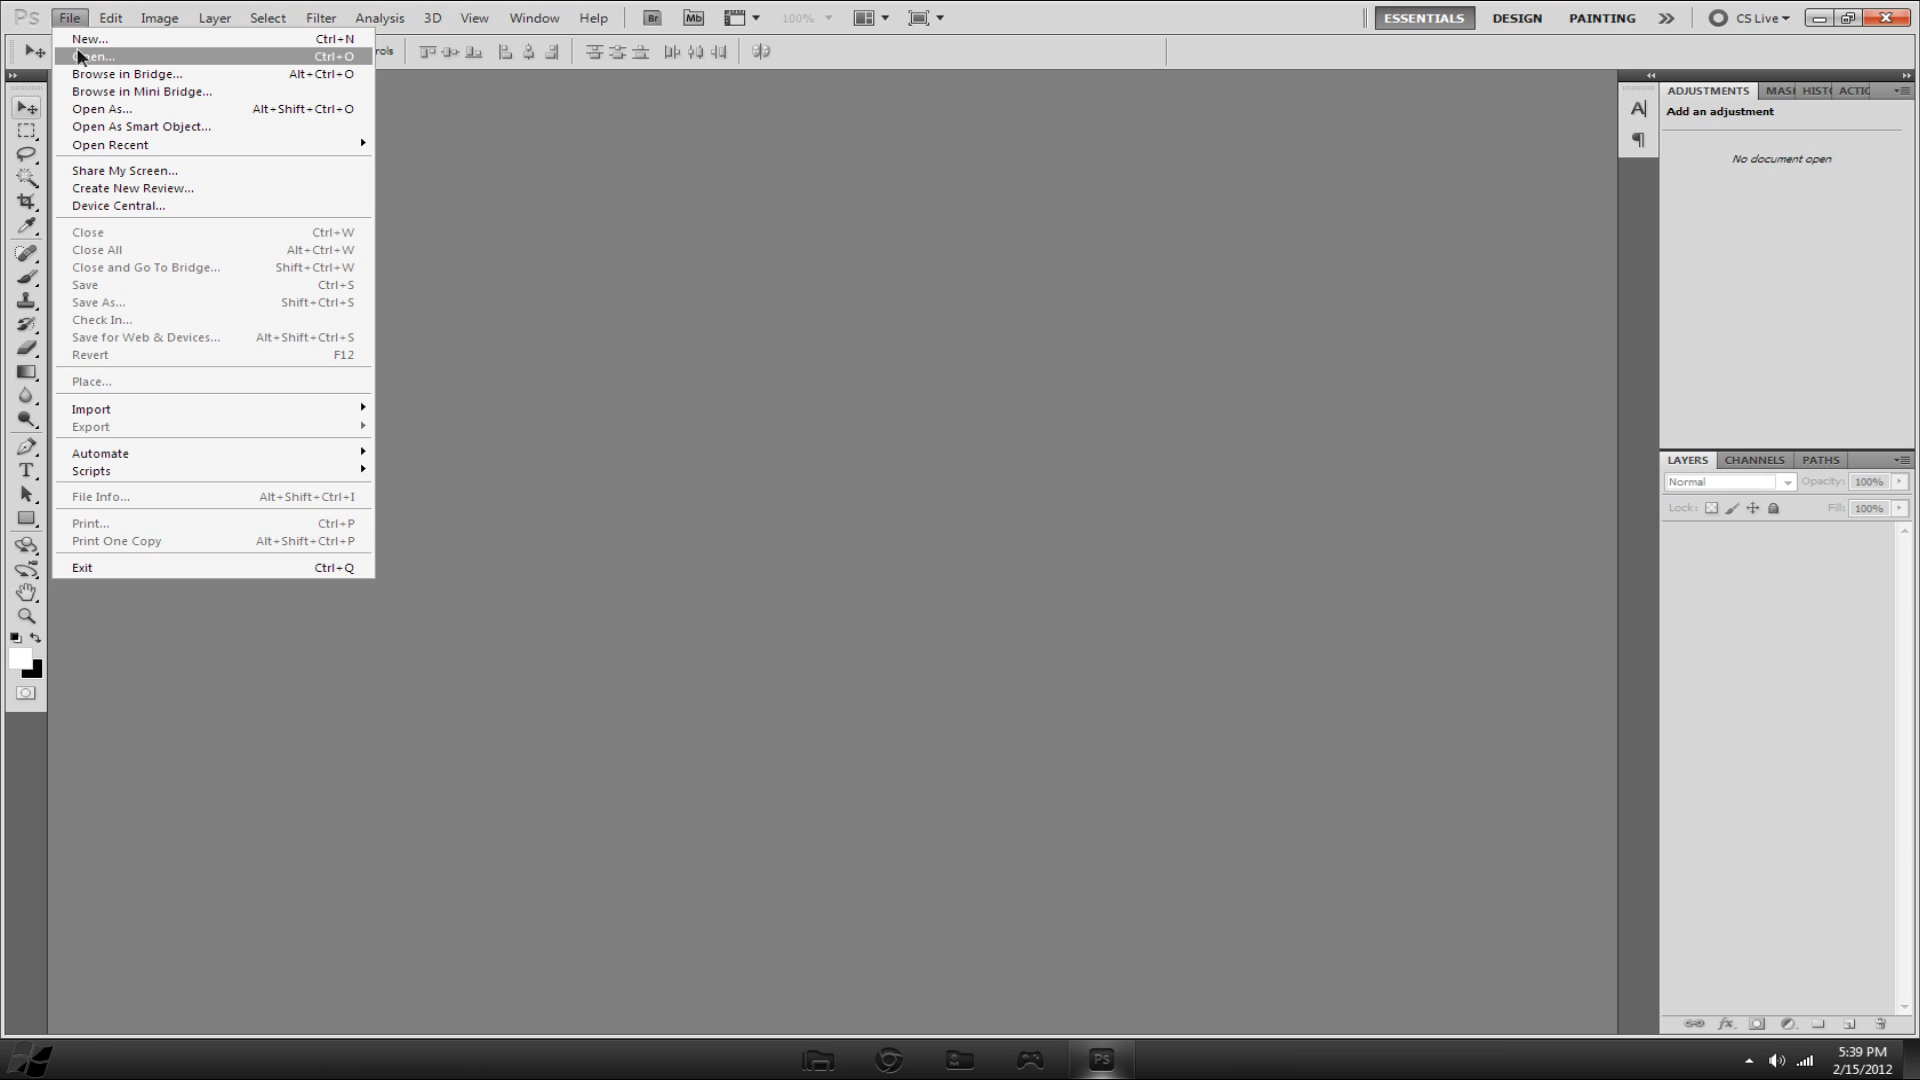 Ps File Edit Image Layer Select Filter Analysis 3D View Window Help Br Mb 100% ESSENTIALS DESIGN PAINTING CS Live
New... Ctrl+N
Ctrl+O
Browse in Bridge... Alt+Ctrl+O
Browse in Mini Bridge...
Open As... Alt+Shift+Ctrl+O
Open As Smart Object...
Open Recent
Share My Screen...
Create New Review...
Device Central...
Close Ctrl+W
Close All Alt+Ctrl+W
Close and Go To Bridge... Shift+Ctrl+W
Save Ctrl+S
Save As... Shift+Ctrl+S
Check In...
Save for Web & Devices... Alt+Shift+Ctrl+S
Revert F12
Place...
Import
Export
Automate
Scripts
File Info... Alt+Shift+Ctrl+I
Print... Ctrl+P
Print One Copy Alt+Shift+Ctrl+P
Exit Ctrl+Q
ADJUSTMENTS MASI HIST ACTIC
Add an adjustment
No document open
LAYERS CHANNELS PATHS
Normal Opacity: 100%
Lock: Fill: 100%
PS
5:39 PM
2/15/2012